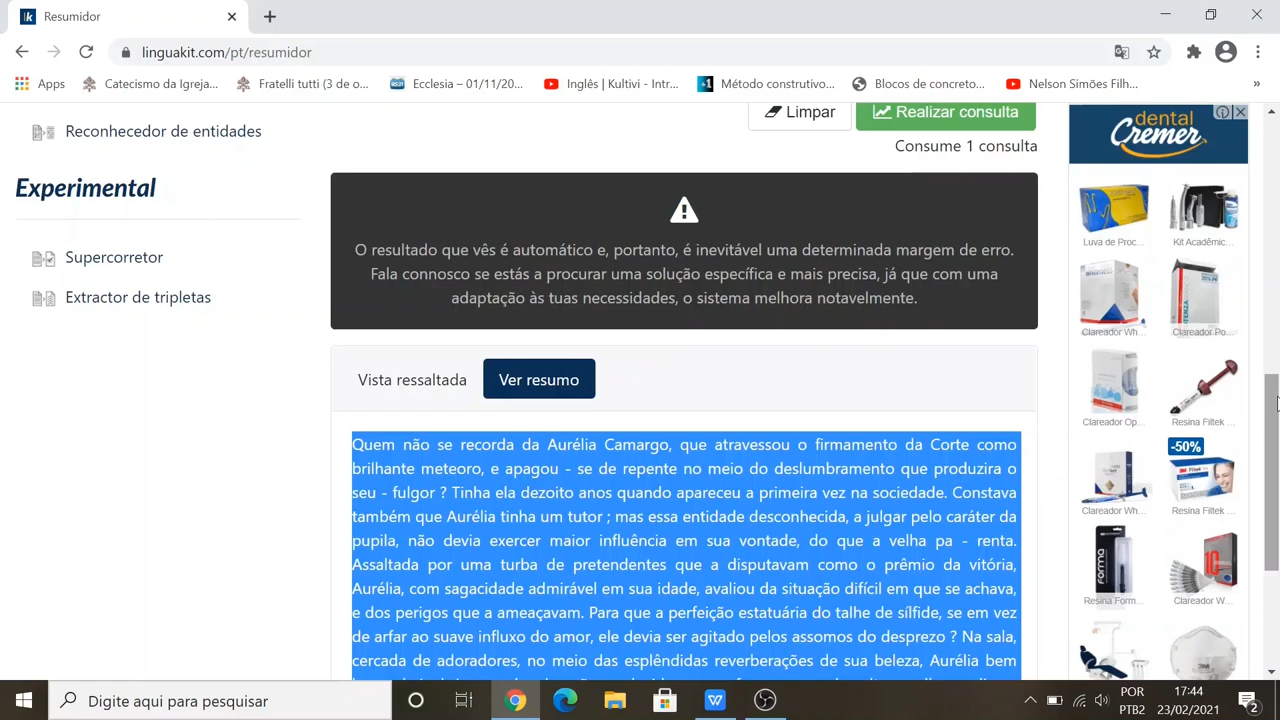 Resumidor
linguakit.com/pt/resumidor
Apps
Catecismo da Igreja...
Fratelli tutti (3 de o...
Ecclesia – 01/11/20...
Inglês | Kultivi - Intr...
Método construtivo...
Blocos de concreto...
Nelson Simões Filh...
»
Reconhecedor de entidades
Experimental
Supercorretor
Extractor de tripletas
Limpar
Realizar consulta
Consume 1 consulta
O resultado que vês é automático e, portanto, é inevitável uma determinada margem de erro.
Fala connosco se estás a procurar uma solução específica e mais precisa, já que com uma
adaptação às tuas necessidades, o sistema melhora notavelmente.
Vista ressaltada
Ver resumo
Quem não se recorda da Aurélia Camargo, que atravessou o firmamento da Corte como
brilhante meteoro, e apagou - se de repente no meio do deslumbramento que produzira o
seu - fulgor ? Tinha ela dezoito anos quando apareceu a primeira vez na sociedade. Constava
também que Aurélia tinha um tutor ; mas essa entidade desconhecida, a julgar pelo caráter da
pupila, não devia exercer maior influência em sua vontade, do que a velha pa - renta.
Assaltada por uma turba de pretendentes que a disputavam como o prêmio da vitória,
Aurélia, com sagacidade admirável em sua idade, avaliou da situação difícil em que se achava,
e dos perigos que a ameaçavam. Para que a perfeição estatuária do talhe de sílfide, se em vez
de arfar ao suave influxo do amor, ele devia ser agitado pelos assomos do desprezo ? Na sala,
cercada de adoradores, no meio das esplêndidas reverberações de sua beleza, Aurélia bem
dental
Cremer
Luva de Proc...
Kit Acadêmic...
Clareador Wh...
Clareador Po...
Clareador Op...
Resina Filtek ...
-50%
Clareador Wh...
Resina Filtek ...
Resina Form...
Clareador W...
Digite aqui para pesquisar
POR
PTB2
17:44
23/02/2021
2